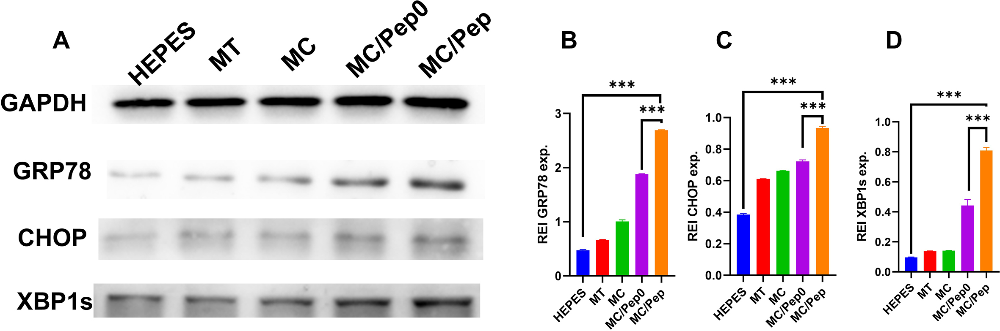 A
HEPES
MT
MC
MC/Pep0
MC/Pep
GAPDH
GRP78
CHOP
XBP1s
B
***
***
3
2
1
0
REI GRP78 exp.
HEPES
MT
MC
MC/Pep0
MC/Pep
C
***
***
1.0
0.8
0.6
0.4
0.2
0.0
REI CHOP exp.
HEPES
MT
MC
MC/Pep0
MC/Pep
D
***
***
1.0
0.8
0.6
0.4
0.2
0.0
REI XBP1s exp.
HEPES
MT
MC
MC/Pep0
MC/Pep